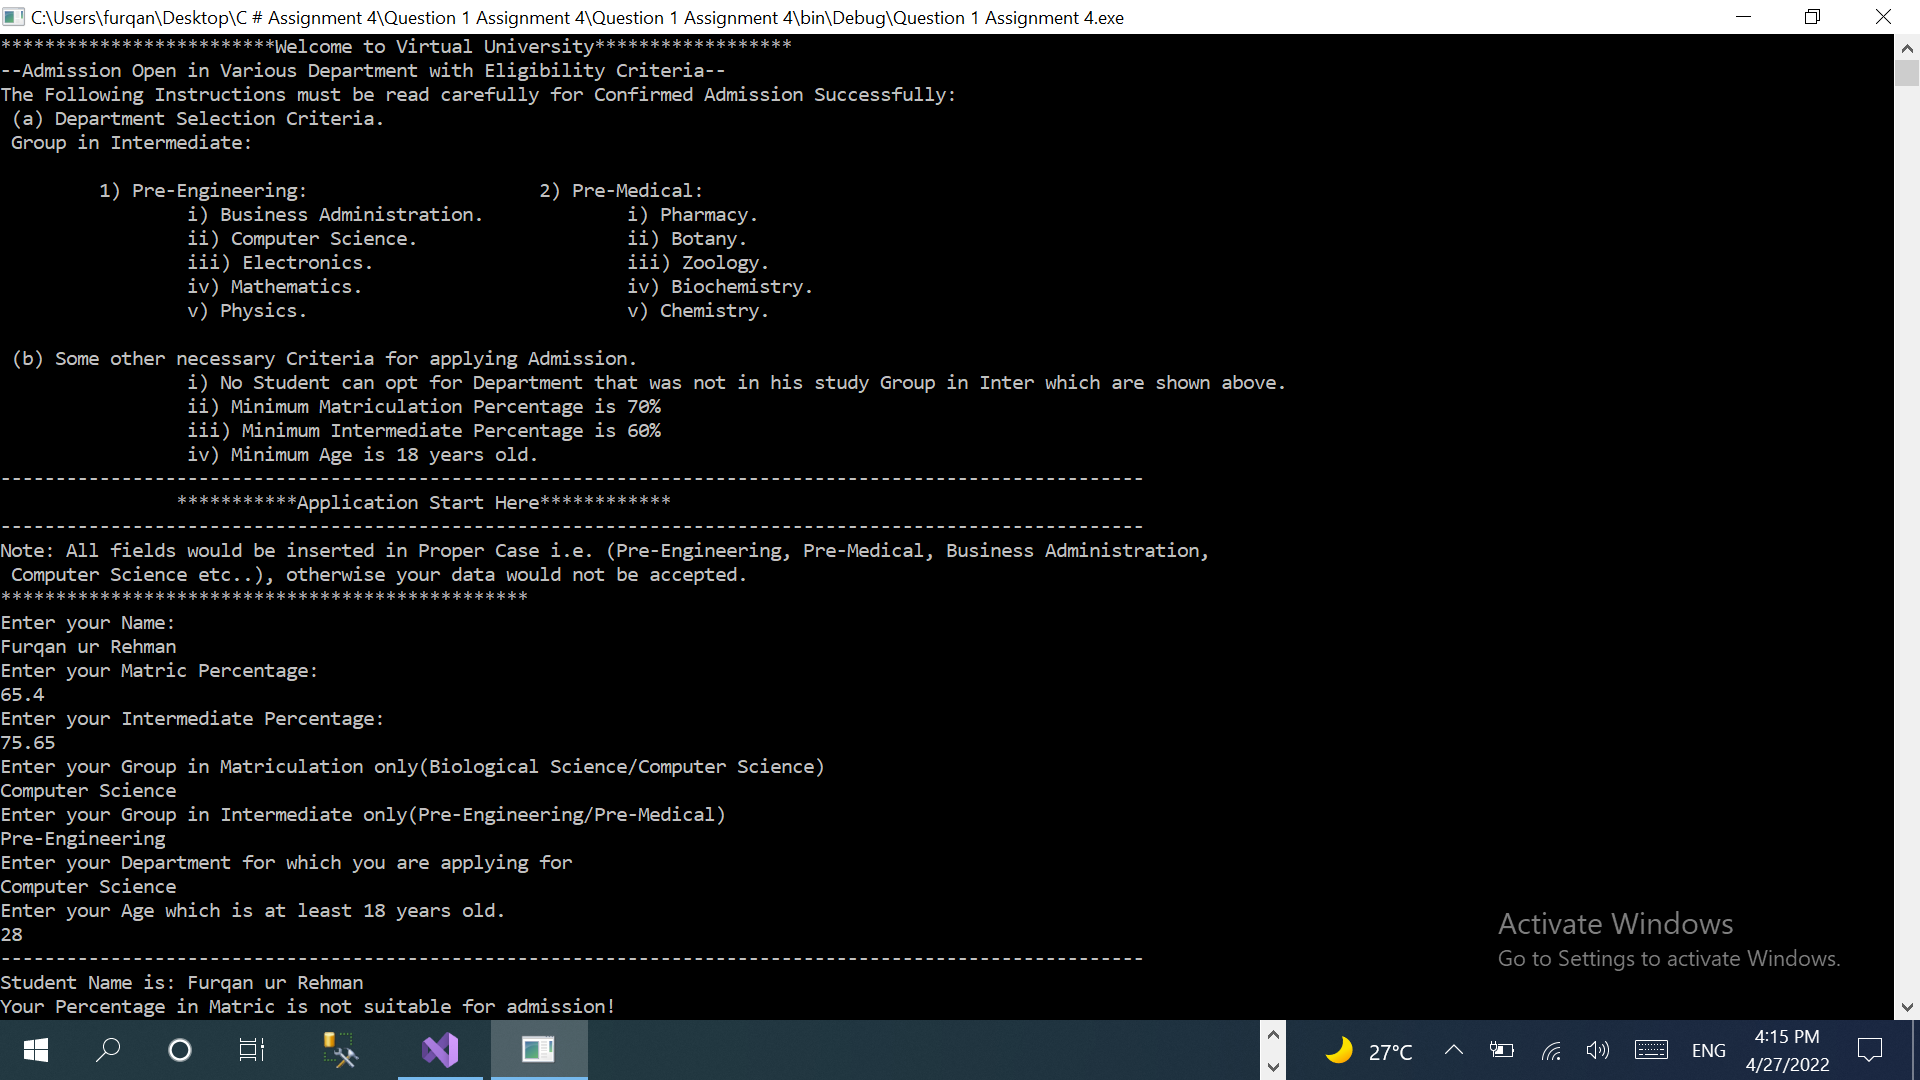 C:\Users\furqan\Desktop\C # Assignment 4\Question 1 Assignment 4\Question 1 Assignment 4\bin\Debug\Question 1 Assignment 4.exe
*************************Welcome to Virtual University******************
--Admission Open in Various Department with Eligibility Criteria--
The Following Instructions must be read carefully for Confirmed Admission Successfully:
(a) Department Selection Criteria.
Group in Intermediate:
1) Pre-Engineering: 2) Pre-Medical:
i) Business Administration. i) Pharmacy.
ii) Computer Science. ii) Botany.
iii) Electronics. iii) Zoology.
iv) Mathematics. iv) Biochemistry.
v) Physics. v) Chemistry.
(b) Some other necessary Criteria for applying Admission.
i) No Student can opt for Department that was not in his study Group in Inter which are shown above.
ii) Minimum Matriculation Percentage is 70%
iii) Minimum Intermediate Percentage is 60%
iv) Minimum Age is 18 years old.
--------------------------------------------------------------------------------------------------------
***********Application Start Here************
--------------------------------------------------------------------------------------------------------
Note: All fields would be inserted in Proper Case i.e. (Pre-Engineering, Pre-Medical, Business Administration,
Computer Science etc..), otherwise your data would not be accepted.
************************************************
Enter your Name:
Furqan ur Rehman
Enter your Matric Percentage:
65.4
Enter your Intermediate Percentage:
75.65
Enter your Group in Matriculation only(Biological Science/Computer Science)
Computer Science
Enter your Group in Intermediate only(Pre-Engineering/Pre-Medical)
Pre-Engineering
Enter your Department for which you are applying for
Computer Science
Enter your Age which is at least 18 years old.
28
--------------------------------------------------------------------------------------------------------
Student Name is: Furqan ur Rehman
Your Percentage in Matric is not suitable for admission!
Activate Windows
Go to Settings to activate Windows.
27°C
ENG
4:15 PM
4/27/2022